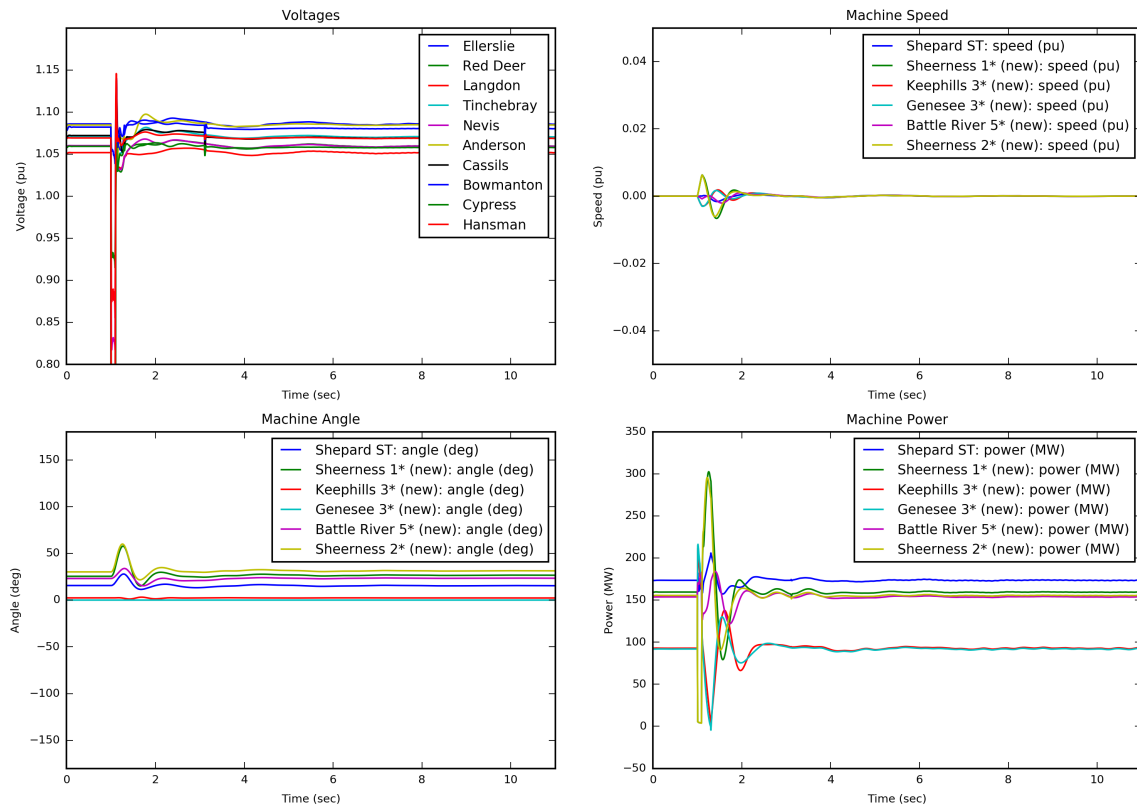 Voltages
Voltage (pu)
1.15
1.10
1.05
1.00
0.95
0.90
0.85
0.80
0 2 4 6 8 10
Time (sec)
Ellerslie
Red Deer
Langdon
Tinchebray
Nevis
Anderson
Cassils
Bowmanton
Cypress
Hansman
Machine Speed
Speed (pu)
0.04
0.02
0.00
−0.02
−0.04
0 2 4 6 8 10
Time (sec)
Shepard ST: speed (pu)
Sheerness 1* (new): speed (pu)
Keephills 3* (new): speed (pu)
Genesee 3* (new): speed (pu)
Battle River 5* (new): speed (pu)
Sheerness 2* (new): speed (pu)
Machine Angle
Angle (deg)
150
100
50
0
−50
−100
−150
0 2 4 6 8 10
Time (sec)
Shepard ST: angle (deg)
Sheerness 1* (new): angle (deg)
Keephills 3* (new): angle (deg)
Genesee 3* (new): angle (deg)
Battle River 5* (new): angle (deg)
Sheerness 2* (new): angle (deg)
Machine Power
Power (MW)
350
300
250
200
150
100
50
0
−50
0 2 4 6 8 10
Time (sec)
Shepard ST: power (MW)
Sheerness 1* (new): power (MW)
Keephills 3* (new): power (MW)
Genesee 3* (new): power (MW)
Battle River 5* (new): power (MW)
Sheerness 2* (new): power (MW)